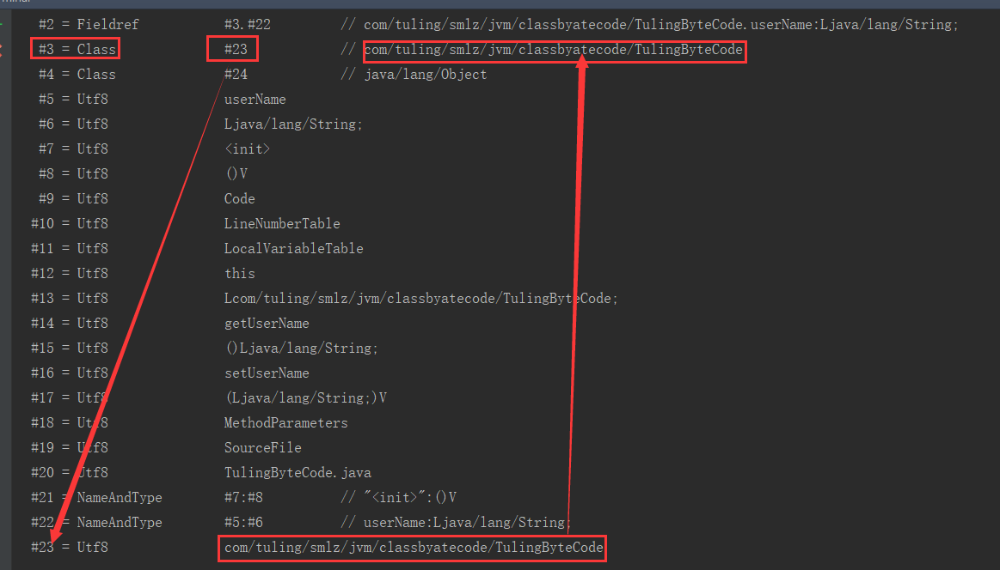 #2 = Fieldref #3.#22 // com/tuling/smlz/jvm/classbyatecode/TulingByteCode.userName:Ljava/lang/String;
#3 = Class #23 // com/tuling/smlz/jvm/classbyatecode/TulingByteCode
#4 = Class #24 // java/lang/Object
#5 = Utf8 userName
#6 = Utf8 Ljava/lang/String;
#7 = Utf8 <init>
#8 = Utf8 ()V
#9 = Utf8 Code
#10 = Utf8 LineNumberTable
#11 = Utf8 LocalVariableTable
#12 = Utf8 this
#13 = Utf8 Lcom/tuling/smlz/jvm/classbyatecode/TulingByteCode;
#14 = Utf8 getUserName
#15 = Utf8 ()Ljava/lang/String;
#16 = Utf8 setUserName
#17 = Utf8 (Ljava/lang/String;)V
#18 = Utf8 MethodParameters
#19 = Utf8 SourceFile
#20 = Utf8 TulingByteCode.java
#21 = NameAndType #7:#8 // "<init>":()V
#22 = NameAndType #5:#6 // userName:Ljava/lang/String;
#23 = Utf8 com/tuling/smlz/jvm/classbyatecode/TulingByteCode